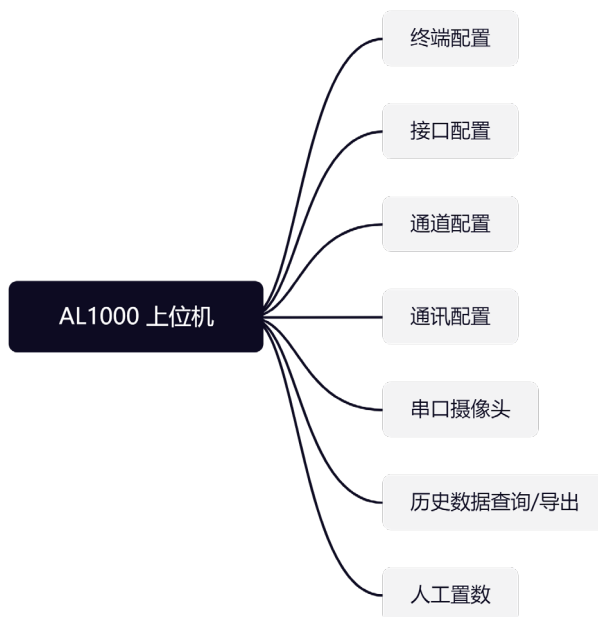 终端配置
接口配置
通道配置
AL1000 上位机
通讯配置
串口摄像头
历史数据查询/导出
人工置数